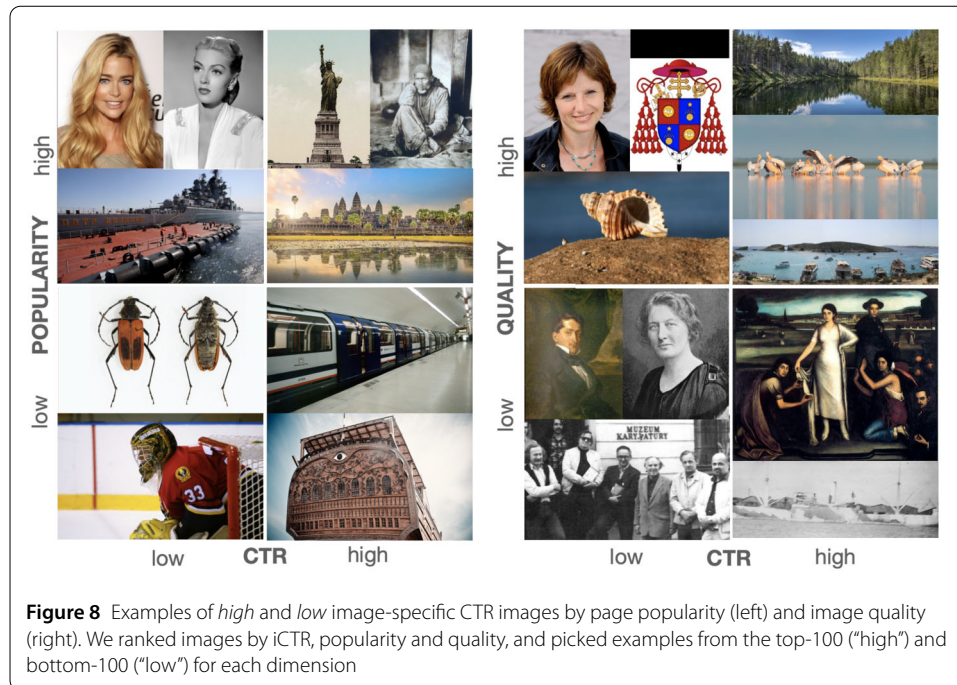 high
POPULARITY
low
low CTR high
33
high
QUALITY
low
low CTR high
MUZEUM
KARYKATURY
Figure 8 Examples of high and low image-specific CTR images by page popularity (left) and image quality
(right). We ranked images by iCTR, popularity and quality, and picked examples from the top-100 (“high”) and
bottom-100 (“low”) for each dimension